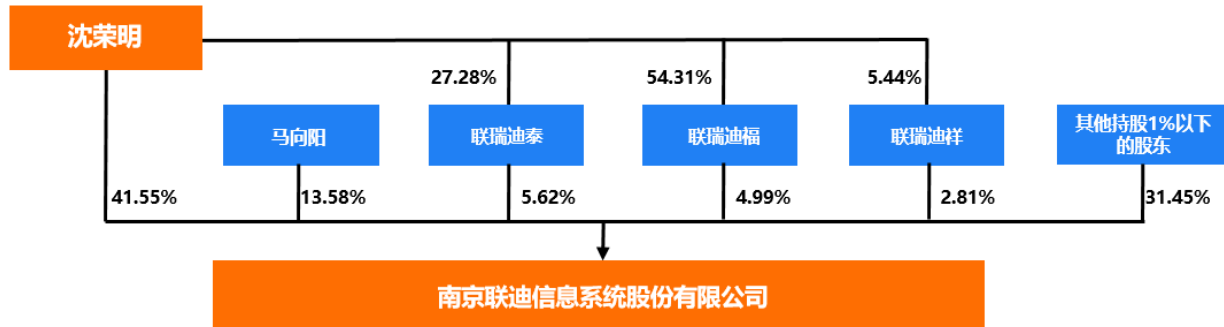 沈荣明
27.28%
54.31%
5.44%
马向阳
联瑞迪泰
联瑞迪福
联瑞迪祥
其他持股1%以下
的股东
41.55%
13.58%
5.62%
4.99%
2.81%
31.45%
南京联迪信息系统股份有限公司